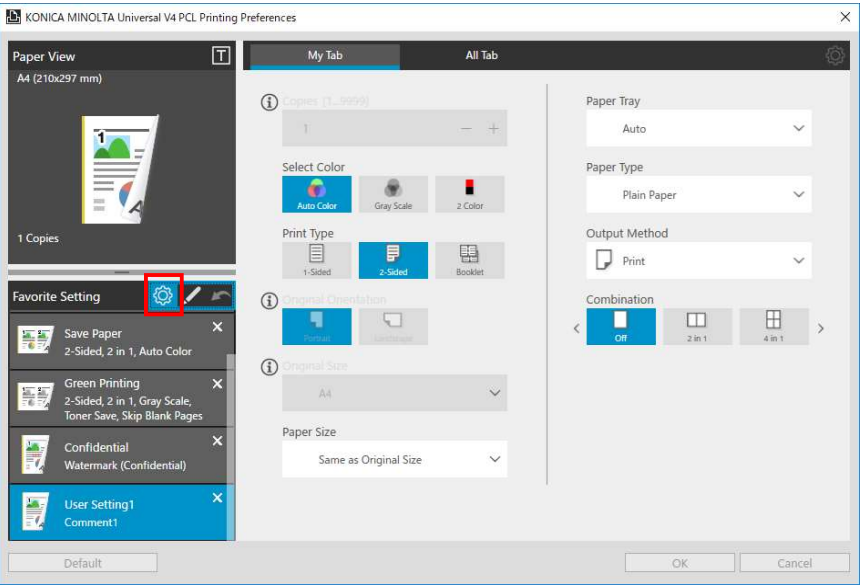 KONICA MINOLTA Universal V4 PCL Printing Preferences
Paper View
T
A4 (210x297 mm)
1
1 Copies
Favorite Setting
Save Paper
2-Sided, 2 in 1, Auto Color
Green Printing
2-Sided, 2 in 1, Gray Scale,
Toner Save, Skip Blank Pages
Confidential
Watermark (Confidential)
User Setting1
Comment1
My Tab
All Tab
Copies [1...9999]
1
Select Color
Auto Color
Gray Scale
2 Color
Print Type
1-Sided
2-Sided
Booklet
Original Orientation
Portrait
Landscape
Original Size
A4
Paper Size
Same as Original Size
Paper Tray
Auto
Paper Type
Plain Paper
Output Method
Print
Combination
Off
2 in 1
4 in 1
Default
OK
Cancel